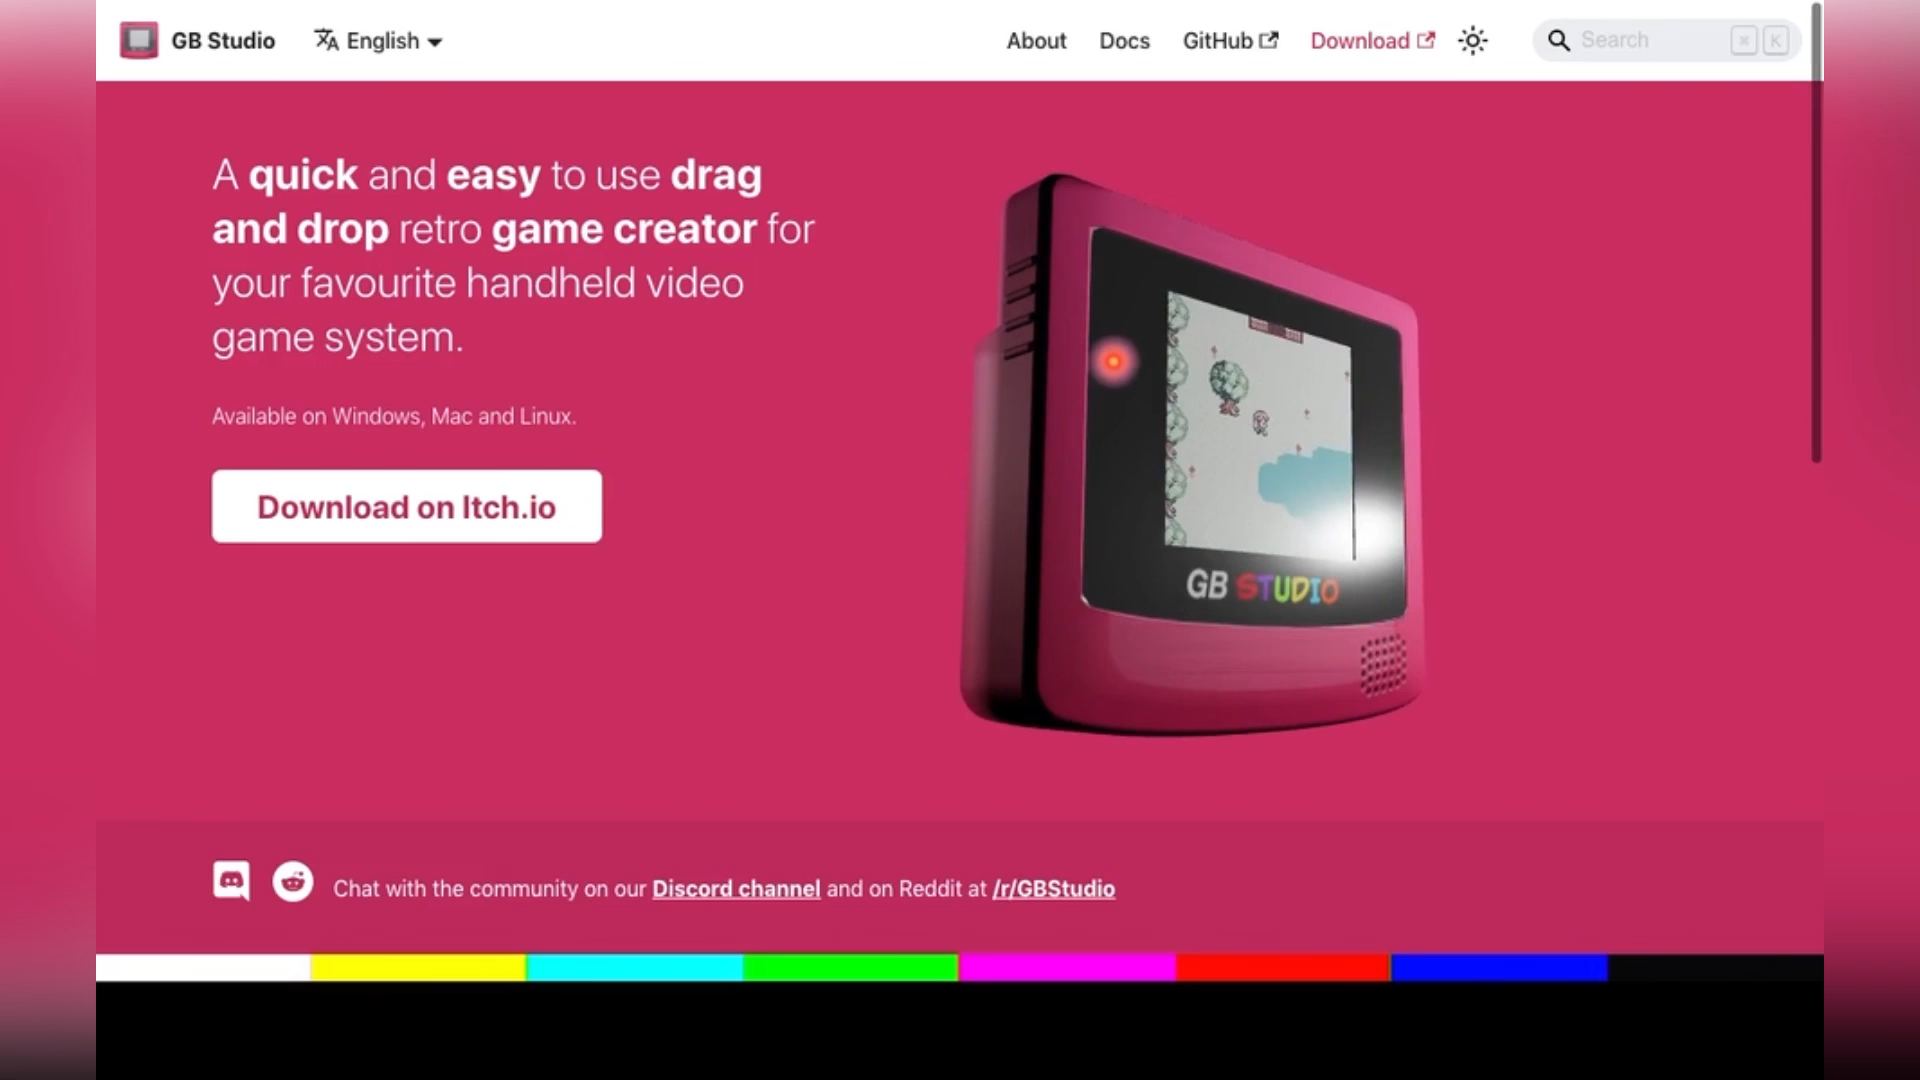 GB Studio
English
About
Docs
GitHub
Download
Search
⌘ K
A quick and easy to use drag
and drop retro game creator for
your favourite handheld video
game system.
Available on Windows, Mac and Linux.
Download on Itch.io
GB STUDIO
Chat with the community on our Discord channel and on Reddit at /r/GBStudio